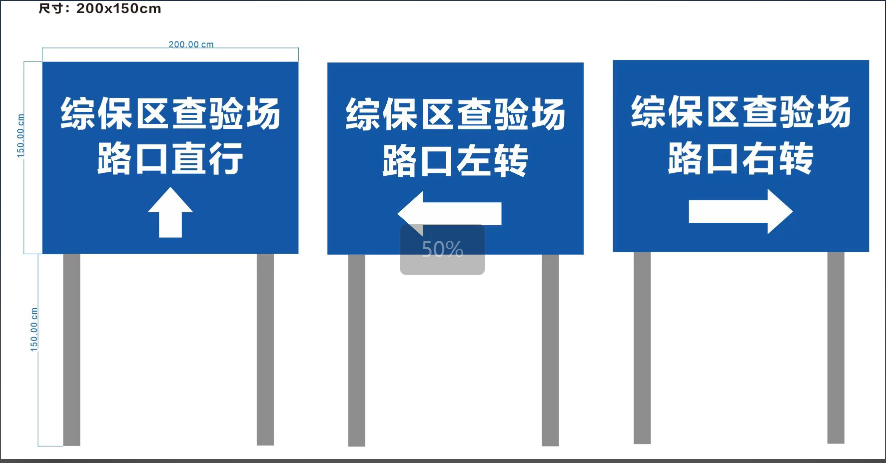 尺寸：200x150cm
200.00 cm
150.00 cm
综保区查验场
路口直行
综保区查验场
路口左转
综保区查验场
路口右转
50%
150.00 cm